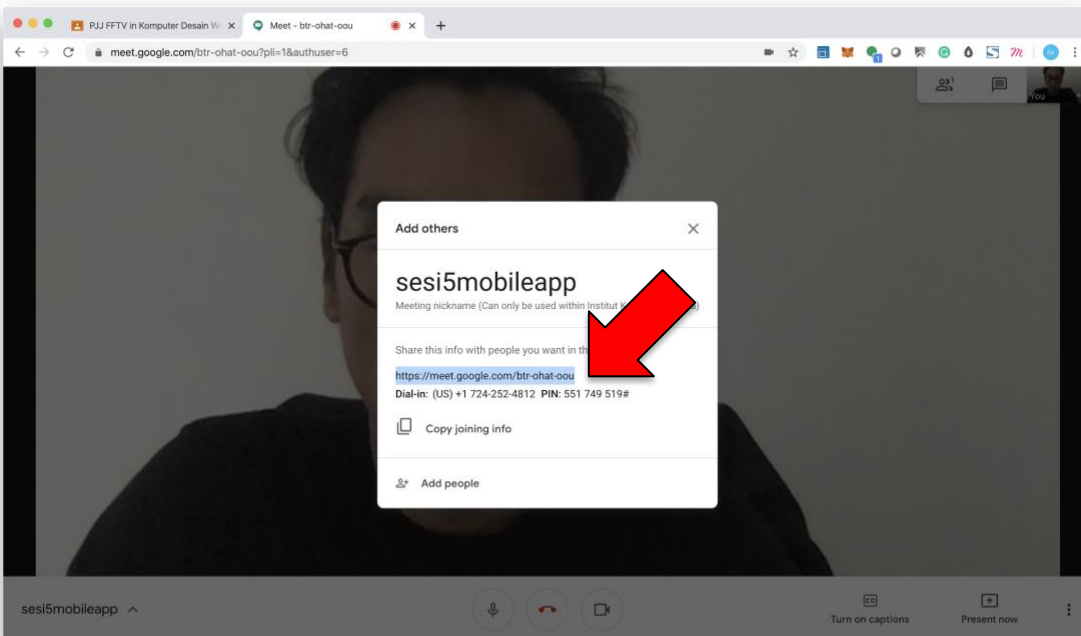 PJJ FFTV in Komputer Desain W
Meet - btr-ohat-oou
meet.google.com/btr-ohat-oou?pli=1&authuser=6
1
You
Add others
sesi5mobileapp
Meeting nickname (Can only be used within Institut
Share this info with people you want in
https://meet.google.com/btr-ohat-oou
Dial-in: (US) +1 724-252-4812 PIN: 551 749 519#
Copy joining info
Add people
sesi5mobileapp
CC
Turn on captions
Present now